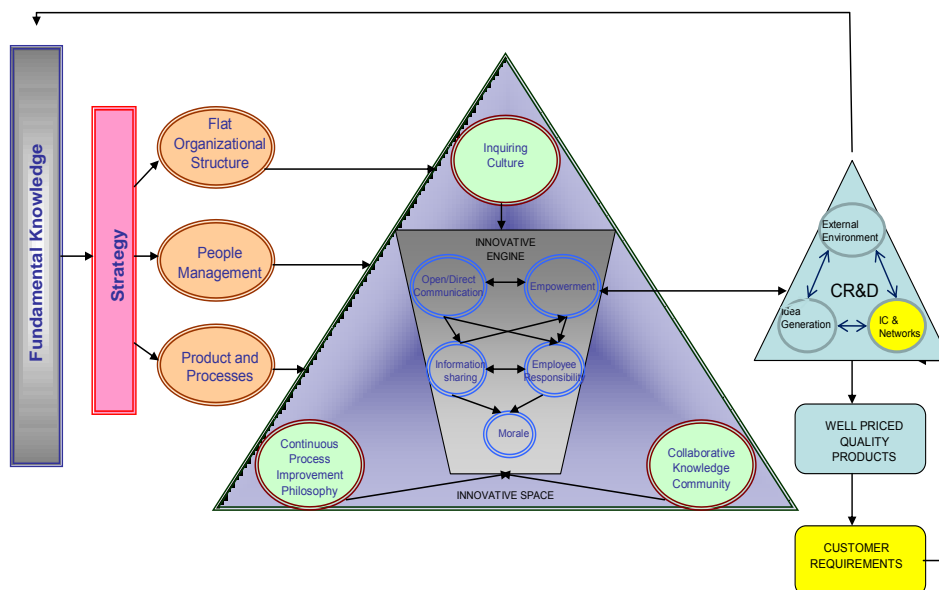 Fundamental Knowledge
Strategy
Flat
Organizational
Structure
People
Management
Product and
Processes
Inquiring
Culture
INNOVATIVE
ENGINE
Open/Direct
Communication
Empowerment
Information
sharing
Employee
Responsibility
Morale
Continuous
Process
Improvement
Philosophy
Collaborative
Knowledge
Community
INNOVATIVE SPACE
External
Environment
CR&D
Idea
Generation
IC &
Networks
WELL PRICED
QUALITY
PRODUCTS
CUSTOMER
REQUIREMENTS